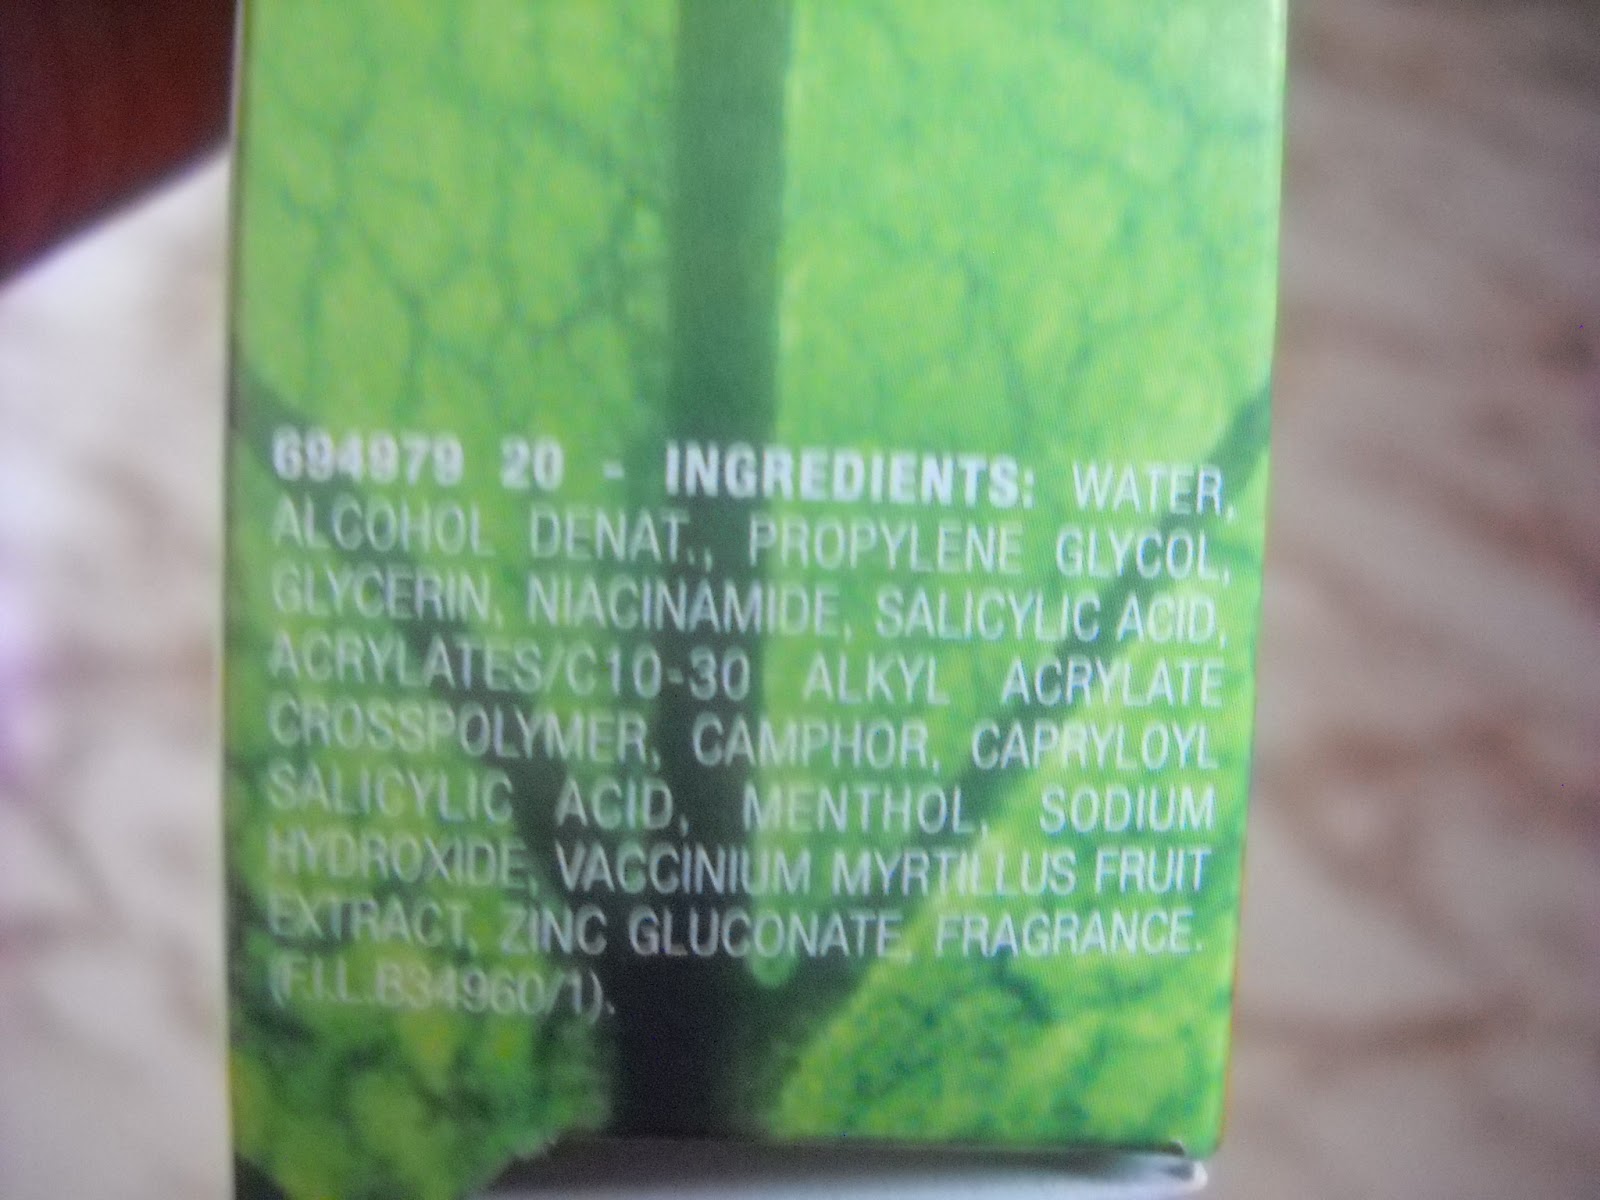 694979 20 - INGREDIENTS: WATER,
ALCOHOL DENAT., PROPYLENE GLYCOL,
GLYCERIN, NIACINAMIDE, SALICYLIC ACID,
ACRYLATES/C10-30 ALKYL ACRYLATE
CROSSPOLYMER, CAMPHOR, CAPRYLOYL
SALICYLIC ACID, MENTHOL, SODIUM
HYDROXIDE, VACCINIUM MYRTILLUS FRUIT
EXTRACT, ZINC GLUCONATE, FRAGRANCE.
(F.I.L.B34960/1).